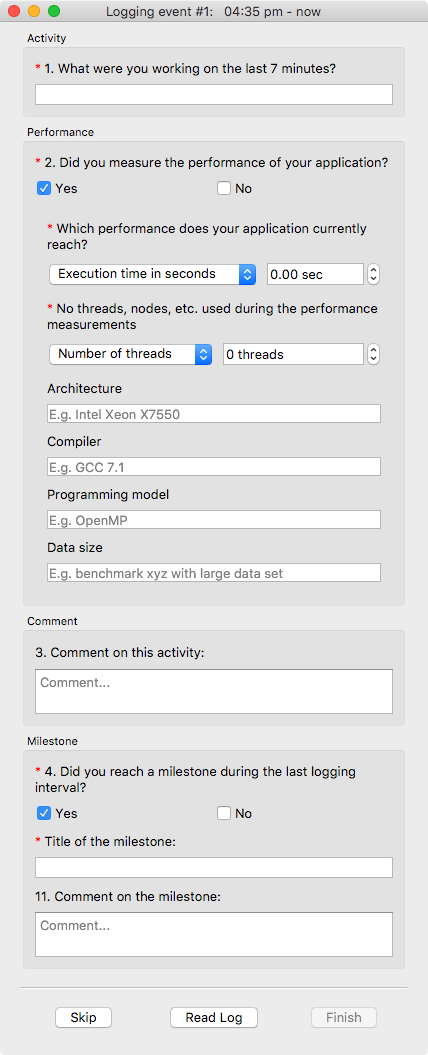 Logging event #1:   04:35 pm - now
Activity
* 1. What were you working on the last 7 minutes?
Performance
* 2. Did you measure the performance of your application?
Yes No
* Which performance does your application currently
reach?
Execution time in seconds 0.00 sec
* No threads, nodes, etc. used during the performance
measurements
Number of threads 0 threads
Architecture
E.g. Intel Xeon X7550
Compiler
E.g. GCC 7.1
Programming model
E.g. OpenMP
Data size
E.g. benchmark xyz with large data set
Comment
3. Comment on this activity:
Comment...
Milestone
* 4. Did you reach a milestone during the last logging
interval?
Yes No
* Title of the milestone:
11. Comment on the milestone:
Comment...
Skip Read Log Finish